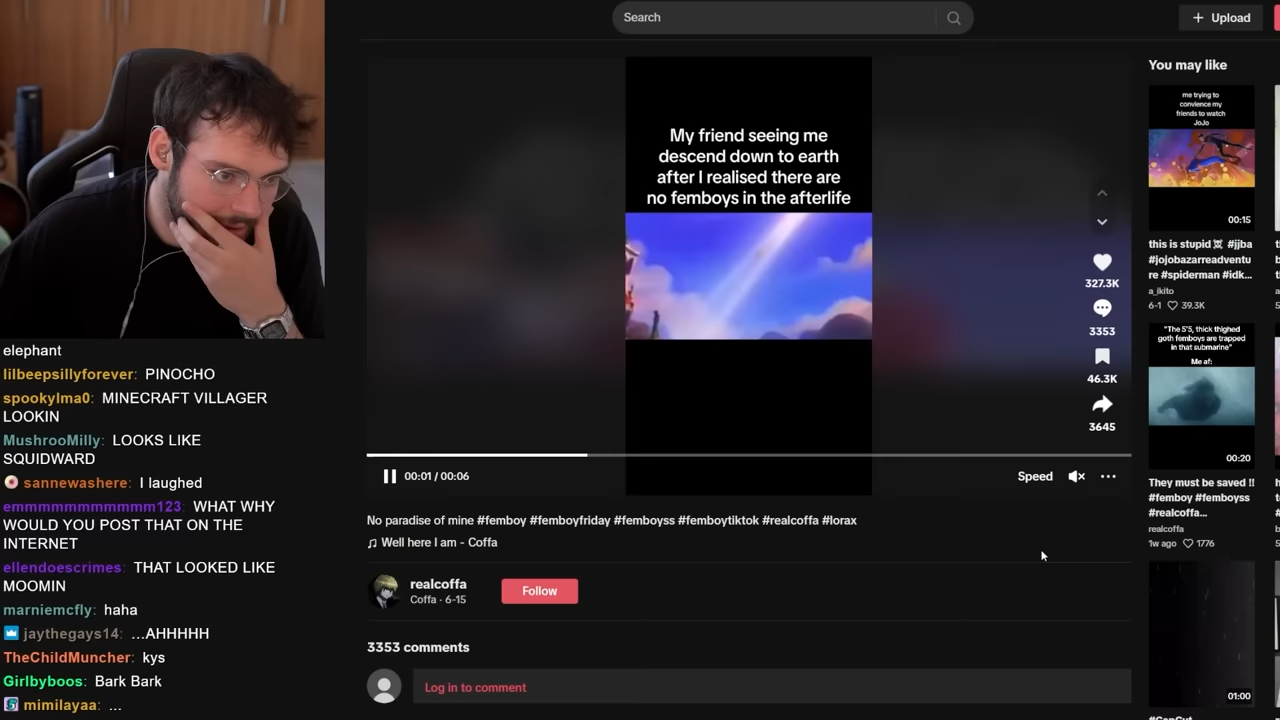 elephant
lilbeepsillyforever: PINOCHO
spookylma0: MINECRAFT VILLAGER
LOOKIN
MushrooMilly: LOOKS LIKE
SQUIDWARD
sannewashere: I laughed
emmmmmmmmmmm123: WHAT WHY
WOULD YOU POST THAT ON THE
INTERNET
ellendoescrimes: THAT LOOKED LIKE
MOOMIN
marniemcfly: haha
jaythegays14: ...AHHHHH
TheChildMuncher: kys
Girlbyboos: Bark Bark
mimilayaa: ...
Search
Upload
My friend seeing me
descend down to earth
after I realised there are
no femboys in the afterlife
327.3K
3353
46.3K
3645
00:01 / 00:06
Speed
No paradise of mine #femboy #femboyfriday #femboyss #femboytiktok #realcoffa #lorax
Well here I am - Coffa
realcoffa
Coffa · 6-15
Follow
3353 comments
Log in to comment
You may like
me trying to
convience my
friends to watch
JoJo
00:15
this is stupid ☠️ #jjba
#jojobazarreadventu
re #spiderman #idk...
a_ikito
6-1 39.3K
"The 5'5, thick thighed
goth femboys are trapped
in that submarine"
Me af:
00:20
They must be saved !!
#femboy #femboyss
#realcoffa...
realcoffa
1w ago 1776
01:00